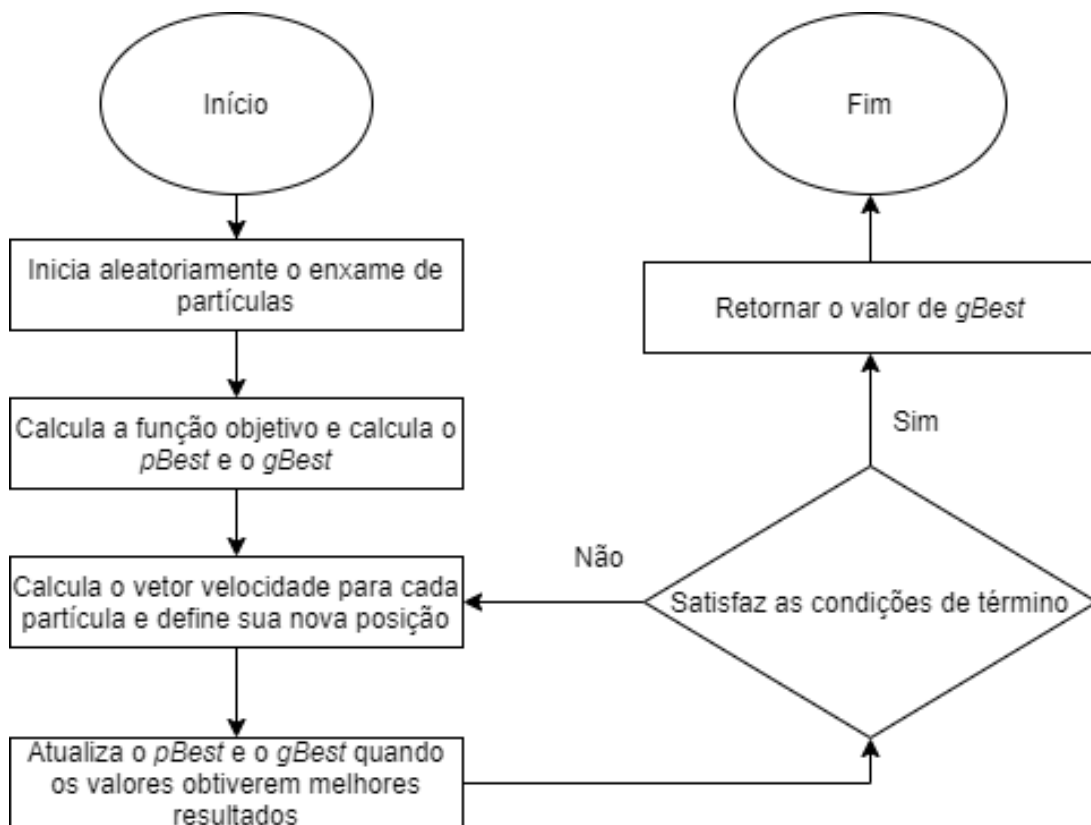 Início
Inicia aleatoriamente o enxame de
partículas
Calcula a função objetivo e calcula o
pBest e o gBest
Calcula o vetor velocidade para cada
partícula e define sua nova posição
Atualiza o pBest e o gBest quando
os valores obtiverem melhores
resultados
Satisfaz as condições de término
Não
Sim
Retornar o valor de gBest
Fim